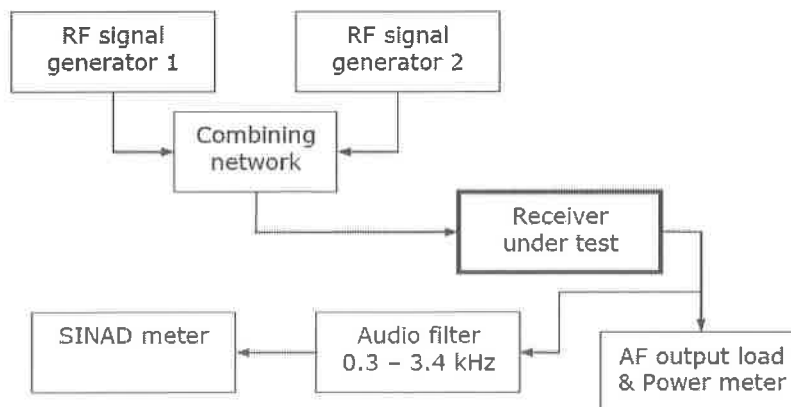 RF signal
generator 1
RF signal
generator 2
Combining
network
Receiver
under test
SINAD meter
Audio filter
0.3 – 3.4 kHz
AF output load
& Power meter